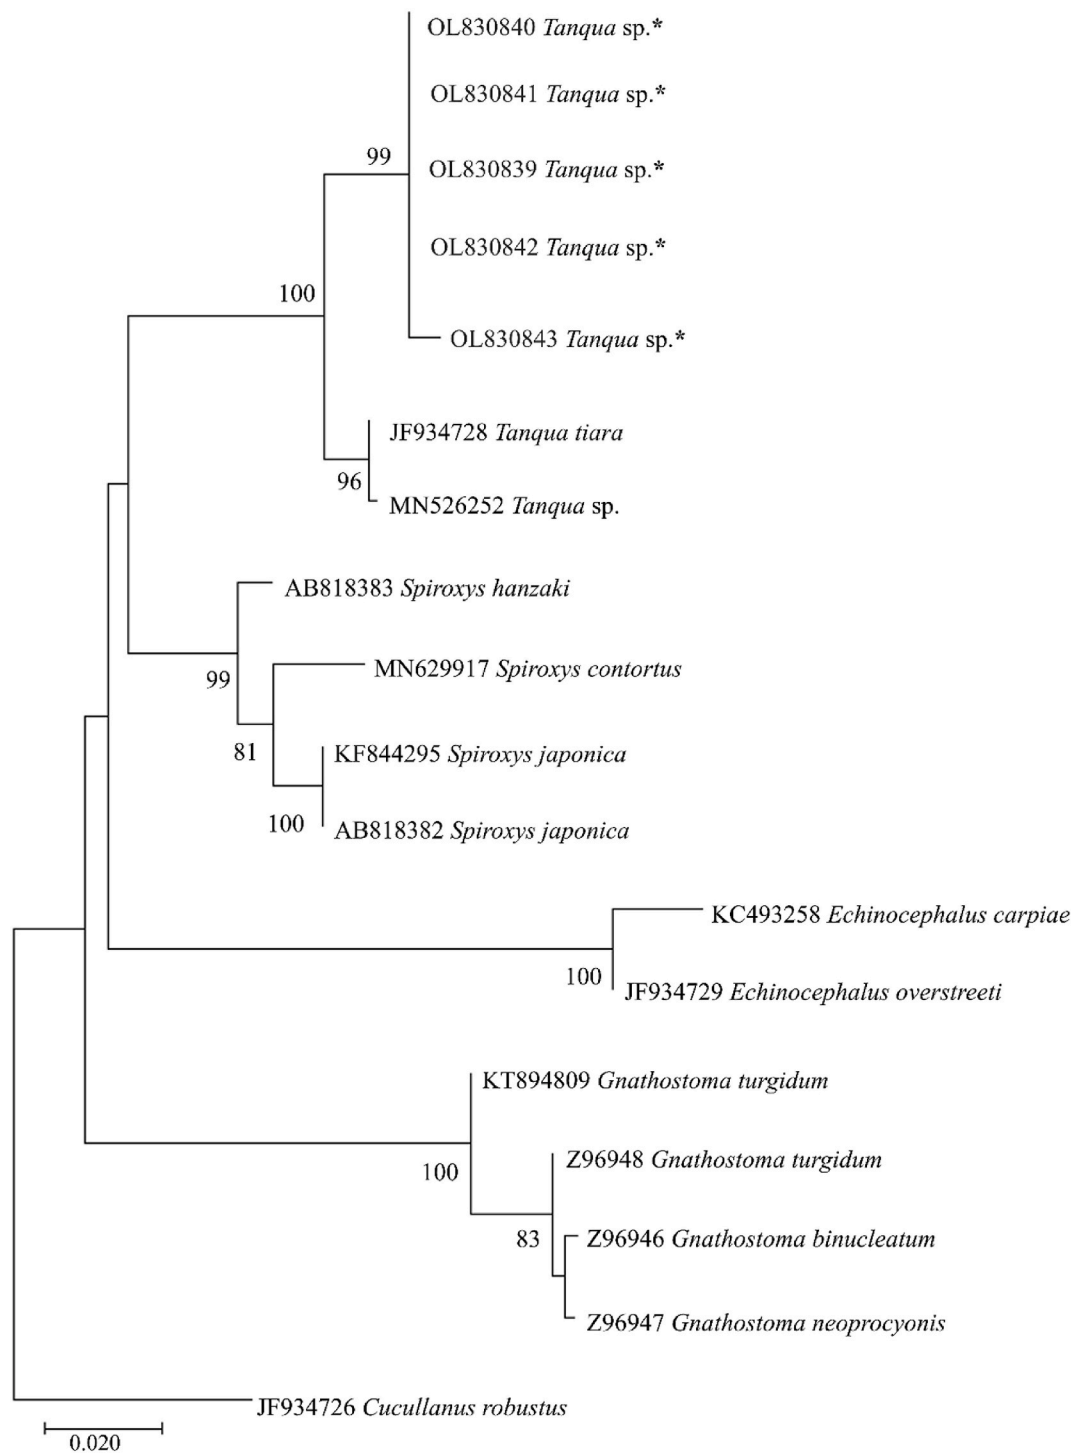 OL830840 Tanqua sp.*
OL830841 Tanqua sp.*
99
OL830839 Tanqua sp.*
OL830842 Tanqua sp.*
100
OL830843 Tanqua sp.*
JF934728 Tanqua tiara
96
MN526252 Tanqua sp.
AB818383 Spiroxys hanzaki
99
MN629917 Spiroxys contortus
81
KF844295 Spiroxys japonica
100
AB818382 Spiroxys japonica
KC493258 Echinocephalus carpiae
100
JF934729 Echinocephalus overstreeti
KT894809 Gnathostoma turgidum
100
Z96948 Gnathostoma turgidum
83
Z96946 Gnathostoma binucleatum
Z96947 Gnathostoma neoprocyonis
JF934726 Cucullanus robustus
0.020